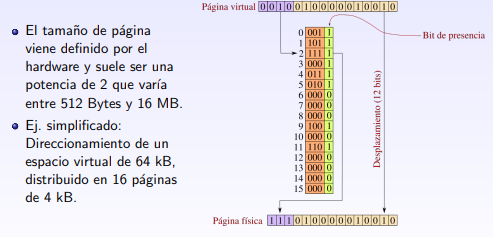 Página virtual 0 0 1 0 0 1 0 0 0 0 0 0 1 0 0 1 0
El tamaño de página
viene definido por el
hardware y suele ser una
potencia de 2 que varía
entre 512 Bytes y 16 MB.
Ej. simplificado:
Direccionamiento de un
espacio virtual de 64 kB,
distribuido en 16 páginas
de 4 kB.
Bit de presencia
0 001 1
1 101 1
2 111 1
3 000 1
4 011 1
5 010 1
6 000 0
7 000 0
8 000 0
9 100 1
10 000 0
11 110 1
12 000 0
13 000 0
14 000 0
15 000 0
Desplazamiento (12 bits)
Página física 1 1 1 0 1 0 0 0 0 0 0 1 0 0 1 0